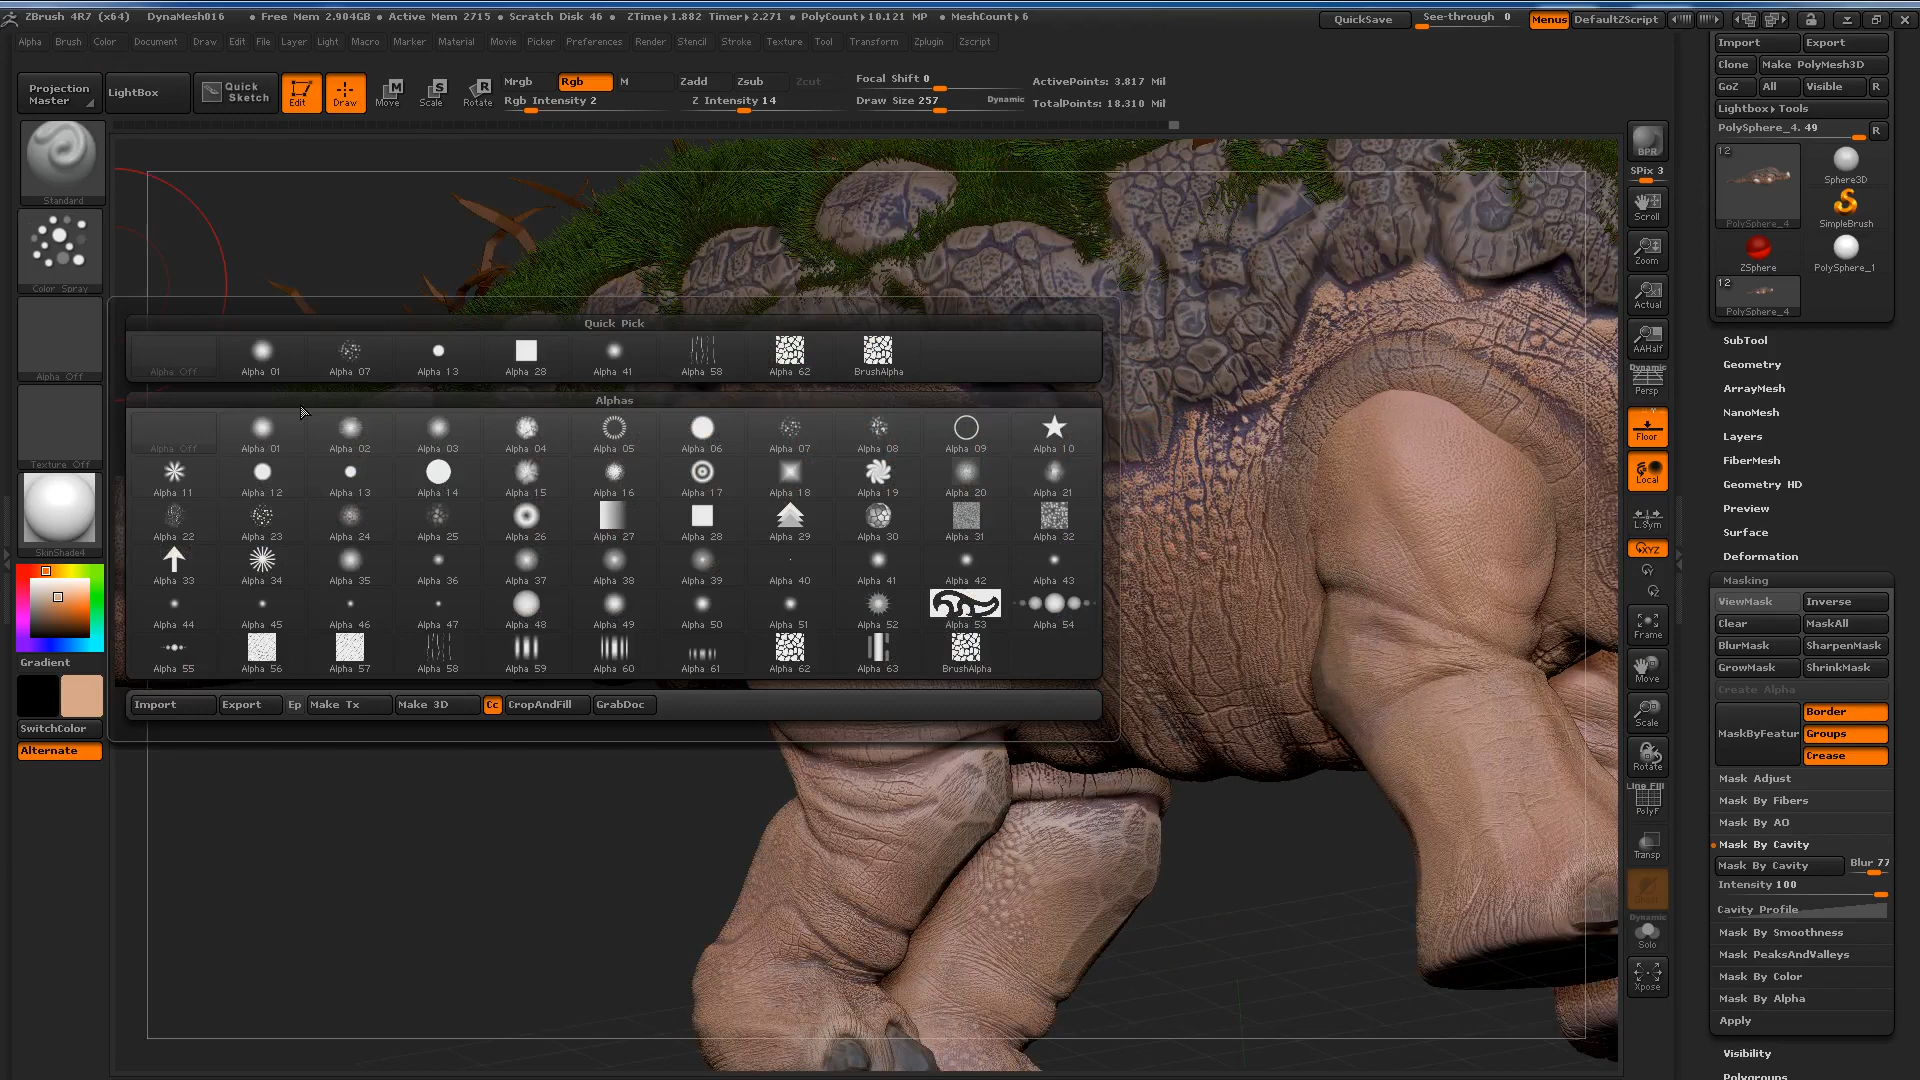 ZBrush 4R7 (x64) DynaMesh016 • Free Mem 2.904GB • Active Mem 2715 • Scratch Disk 46 • ZTime▸1.882 Timer▸2.271 • PolyCount▸10.121 MP • MeshCount▸6 QuickSave See-through 0 Menus DefaultZScript
Alpha Brush Color Document Draw Edit File Layer Light Macro Marker Material Movie Picker Preferences Render Stencil Stroke Texture Tool Transform Zplugin Zscript
Projection Master
LightBox
Quick Sketch
Edit
Draw
Move
Scale
Rotate
Mrgb Rgb M
Rgb Intensity 2
Zadd Zsub Zcut
Z Intensity 14
Focal Shift 0
Draw Size 257 Dynamic
ActivePoints: 3.817 Mil
TotalPoints: 18.310 Mil
Standard
Color Spray
Alpha Off
Texture Off
SkinShade4
Gradient
SwitchColor
Alternate
Quick Pick
Alpha Off Alpha 01 Alpha 07 Alpha 13 Alpha 28 Alpha 41 Alpha 58 Alpha 62 BrushAlpha
Alphas
Alpha Off Alpha 01 Alpha 02 Alpha 03 Alpha 04 Alpha 05 Alpha 06 Alpha 07 Alpha 08 Alpha 09 Alpha 10
Alpha 11 Alpha 12 Alpha 13 Alpha 14 Alpha 15 Alpha 16 Alpha 17 Alpha 18 Alpha 19 Alpha 20 Alpha 21
Alpha 22 Alpha 23 Alpha 24 Alpha 25 Alpha 26 Alpha 27 Alpha 28 Alpha 29 Alpha 30 Alpha 31 Alpha 32
Alpha 33 Alpha 34 Alpha 35 Alpha 36 Alpha 37 Alpha 38 Alpha 39 Alpha 40 Alpha 41 Alpha 42 Alpha 43
Alpha 44 Alpha 45 Alpha 46 Alpha 47 Alpha 48 Alpha 49 Alpha 50 Alpha 51 Alpha 52 Alpha 53 Alpha 54
Alpha 55 Alpha 56 Alpha 57 Alpha 58 Alpha 59 Alpha 60 Alpha 61 Alpha 62 Alpha 63 BrushAlpha
Import Export Ep Make Tx Make 3D Cc CropAndFill GrabDoc
BPR
SPix 3
Scroll
Zoom
Actual
AAHalf
Dynamic
Persp
Floor
Local
L.Sym
XYZ
Frame
Move
Scale
Rotate
Line Fill
PolyF
Transp
Ghost
Dynamic
Solo
Xpose
Import Export
Clone Make PolyMesh3D
GoZ All Visible R
Lightbox▸Tools
PolySphere_4. 49 R
12
PolySphere_4
Sphere3D
SimpleBrush
ZSphere
PolySphere_1
12
PolySphere_4
SubTool
Geometry
ArrayMesh
NanoMesh
Layers
FiberMesh
Geometry HD
Preview
Surface
Deformation
Masking
ViewMask Inverse
Clear MaskAll
BlurMask SharpenMask
GrowMask ShrinkMask
Create Alpha
MaskByFeatur
Border
Groups
Crease
Mask Adjust
Mask By Fibers
Mask By AO
Mask By Cavity
Mask By Cavity Blur 77
Intensity 100
Cavity Profile
Mask By Smoothness
Mask PeaksAndValleys
Mask By Color
Mask By Alpha
Apply
Visibility
Polygroups